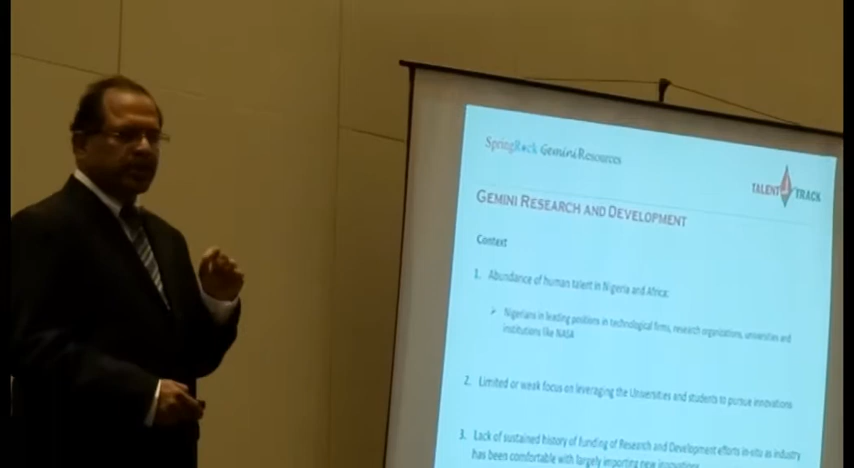 SpringRock GeminiResources
TALENT TRACK
GEMINI RESEARCH AND DEVELOPMENT
Context
1. Abundance of human talent in Nigeria and Africa:
➢ Nigerians in leading positions in technological firms, research organizations, universities and
institutions like NASA
2. Limited or weak focus on leveraging the Universities and students to pursue innovations
3. Lack of sustained history of funding of Research and Development efforts in-situ as industry
has been comfortable with largely importing new innovations